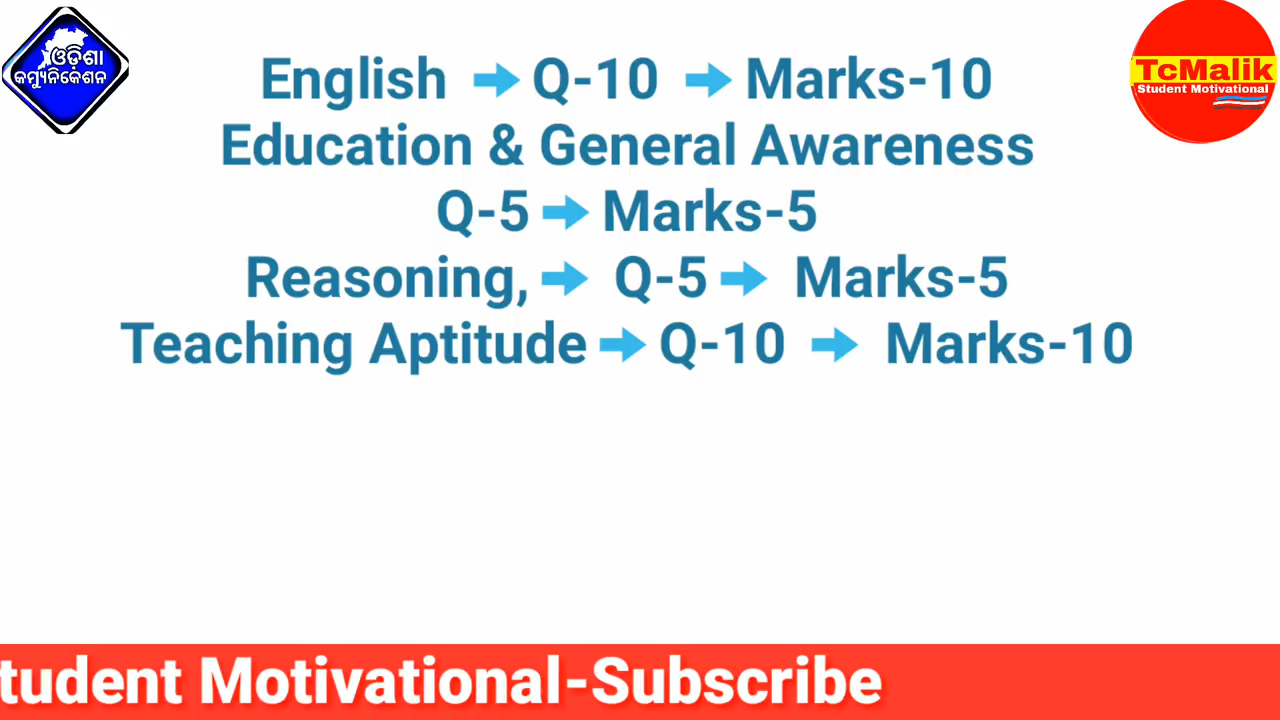 ଓଡ଼ିଶା
କମ୍ୟୁନିକେଶନ
TcMalik
Student Motivational
English ➡ Q-10 ➡ Marks-10
Education & General Awareness
Q-5 ➡ Marks-5
Reasoning, ➡ Q-5 ➡ Marks-5
Teaching Aptitude ➡ Q-10 ➡ Marks-10
tudent Motivational-Subscribe